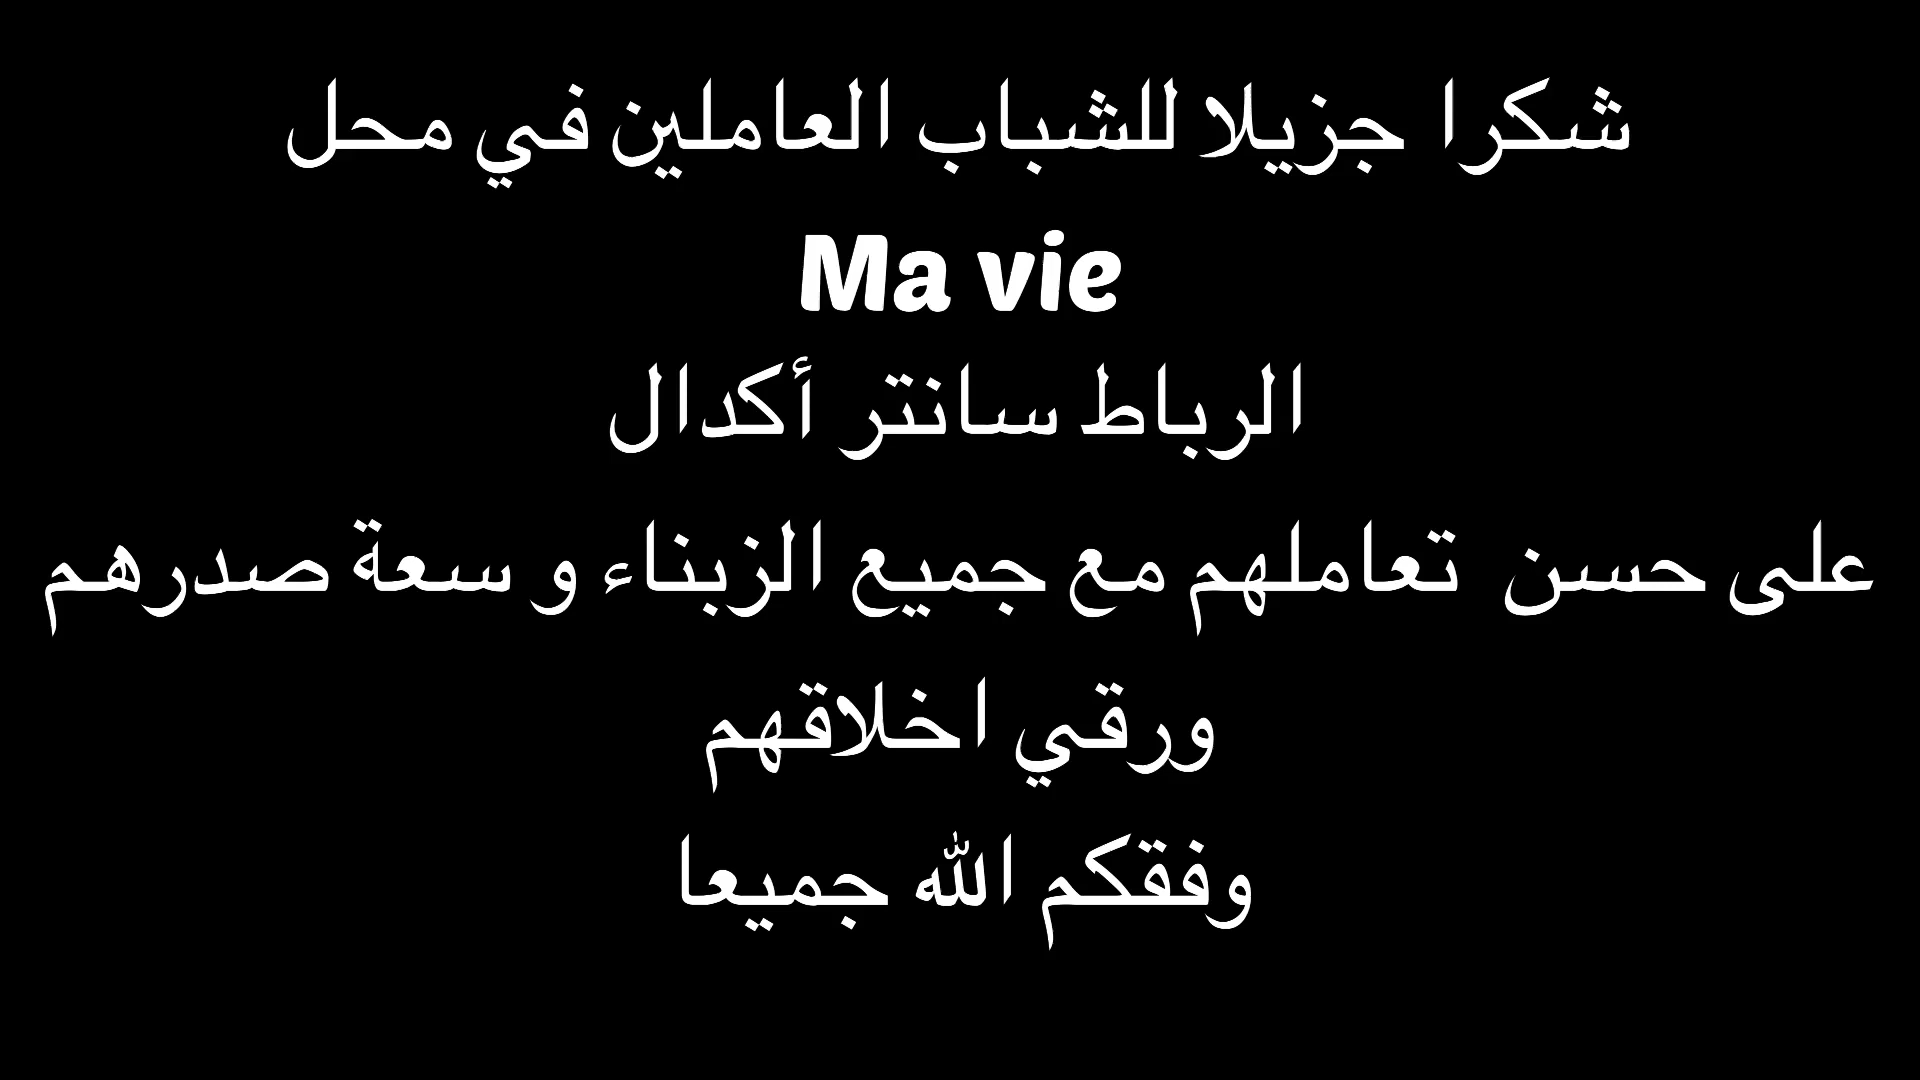 شكرا جزيلا للشباب العاملين في محل
Ma vie
الرباط سانتر أكدال
على حسن تعاملهم مع جميع الزبناء و سعة صدرهم
ورقي اخلاقهم
وفقكم الله جميعا